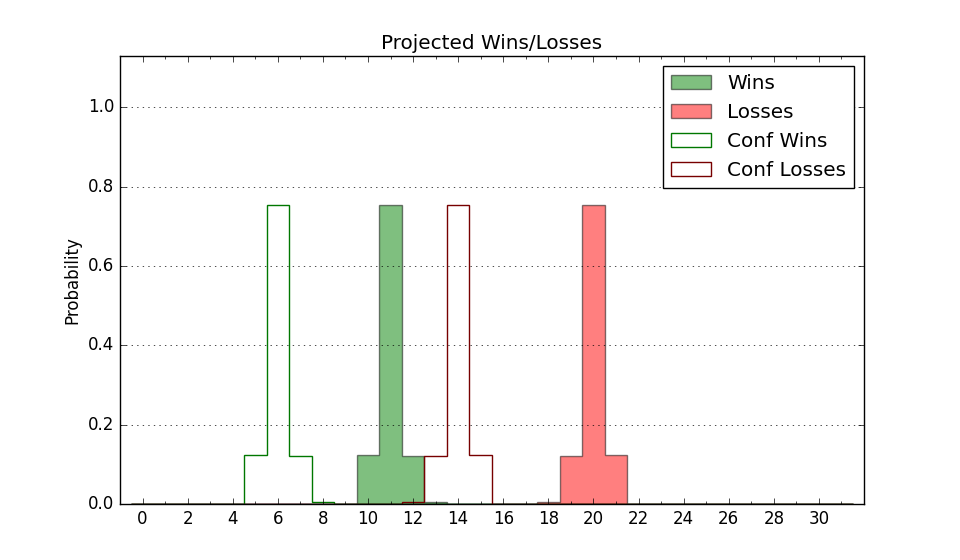 Projected Wins/Losses
Wins
Losses
Conf Wins
Conf Losses
Probability
1.0
0.8
0.6
0.4
0.2
0.0
0 2 4 6 8 10 12 14 16 18 20 22 24 26 28 30